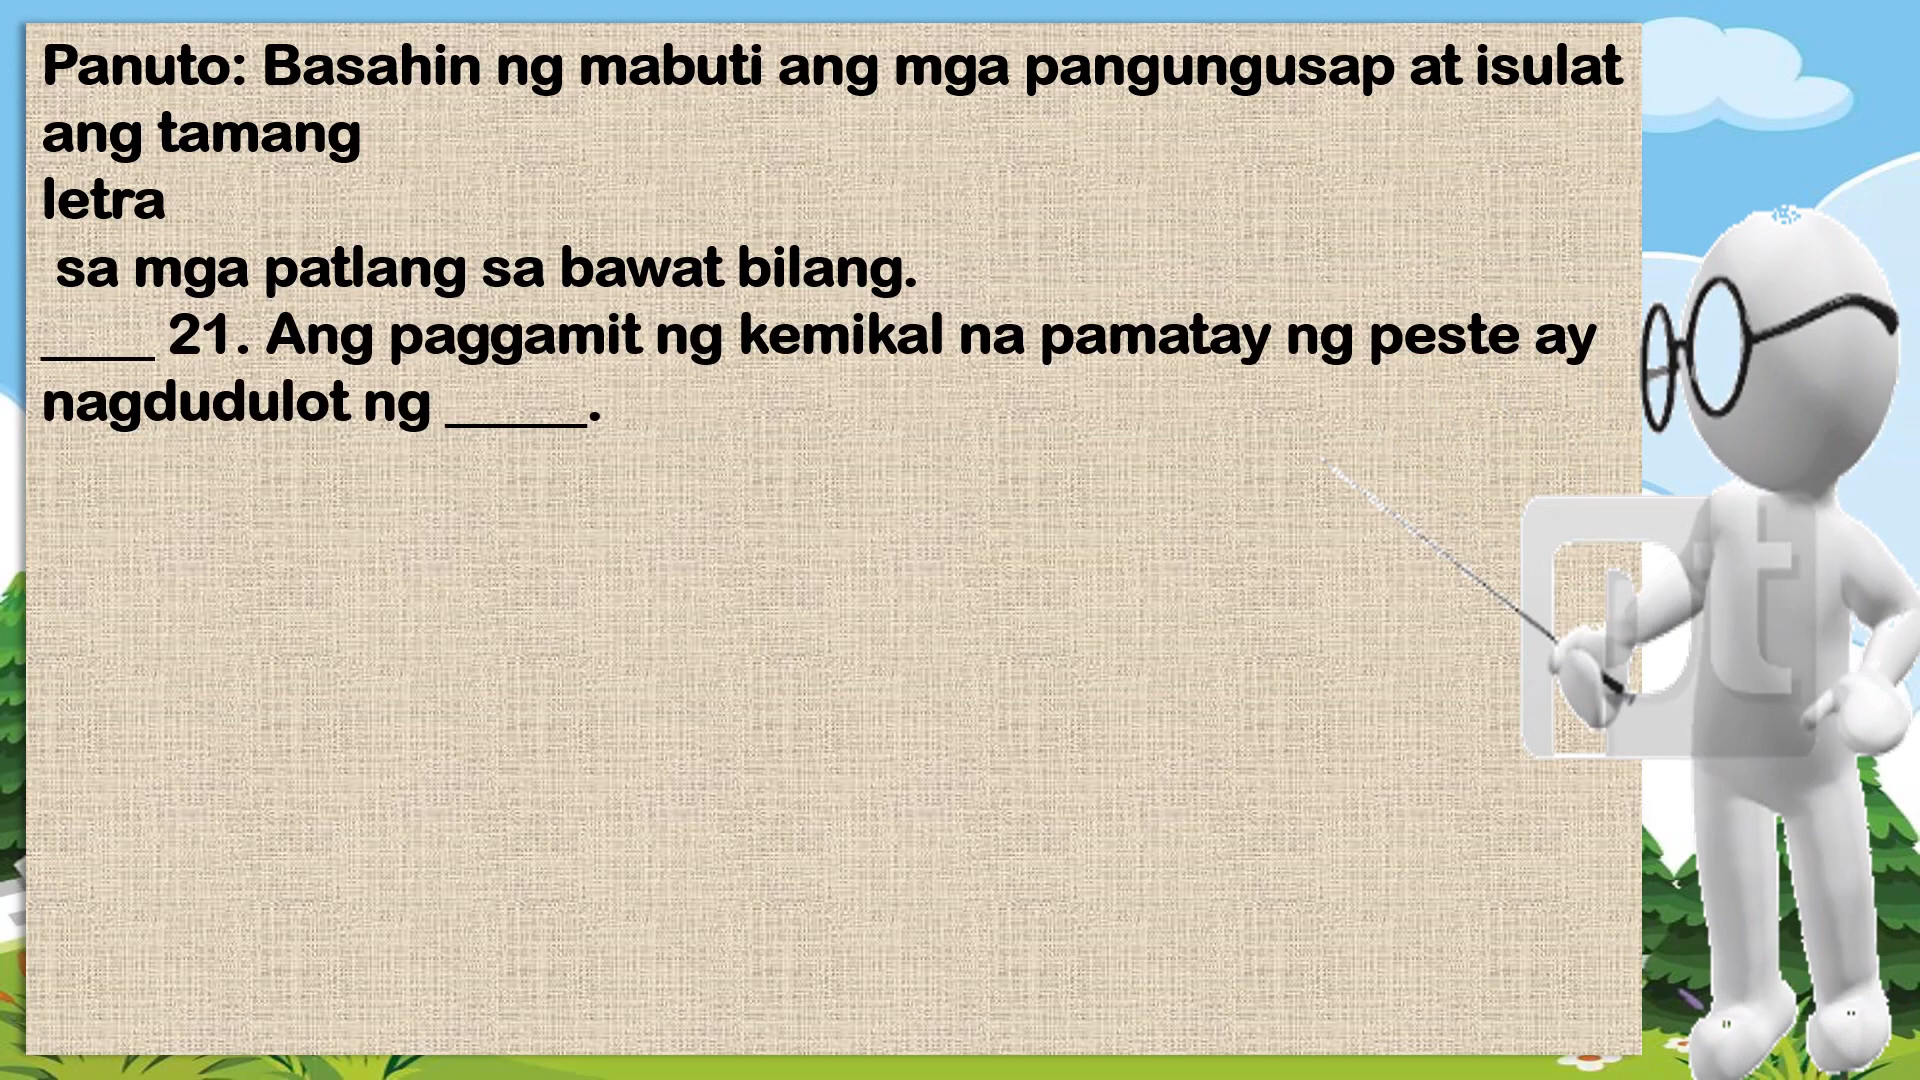 Panuto: Basahin ng mabuti ang mga pangungusap at isulat
ang tamang
letra
sa mga patlang sa bawat bilang.
____ 21. Ang paggamit ng kemikal na pamatay ng peste ay
nagdudulot ng _____.